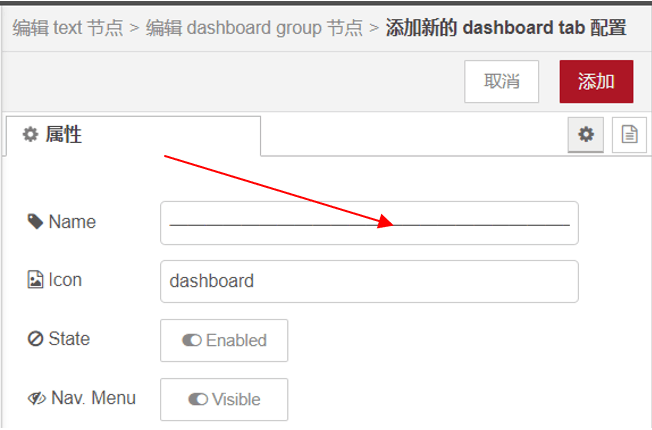 编辑 text 节点 > 编辑 dashboard group 节点 > 添加新的 dashboard tab 配置
取消 添加
属性
Name
Icon dashboard
State Enabled
Nav. Menu Visible